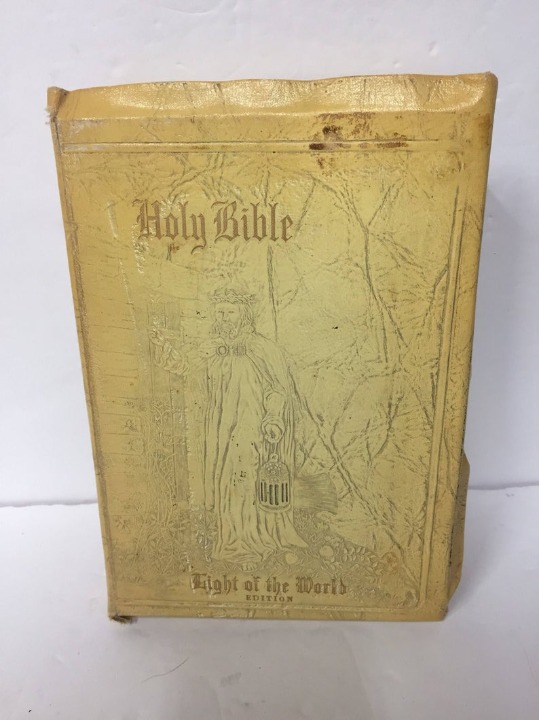 Holy Bible
Light of the World
EDITION